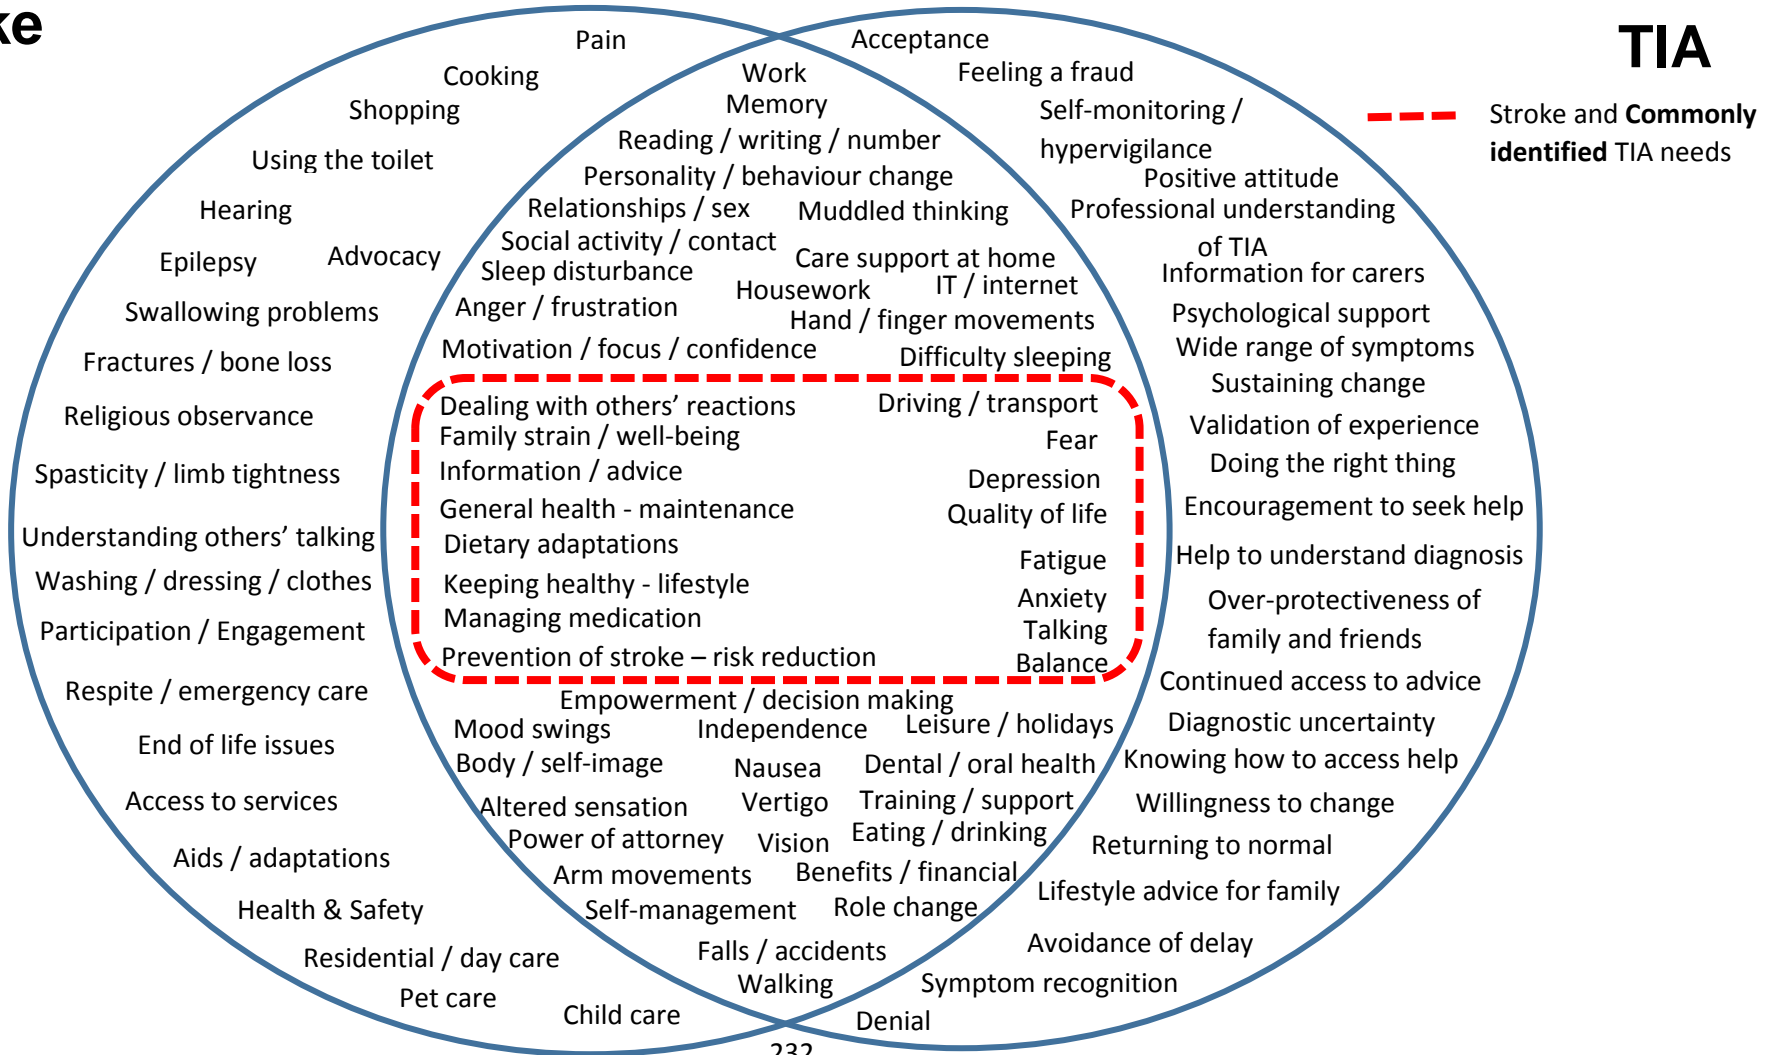 ke
TIA
Stroke and Commonly
identified TIA needs
Pain
Cooking
Shopping
Using the toilet
Hearing
Epilepsy
Advocacy
Swallowing problems
Fractures / bone loss
Religious observance
Spasticity / limb tightness
Understanding others’ talking
Washing / dressing / clothes
Participation / Engagement
Respite / emergency care
End of life issues
Access to services
Aids / adaptations
Health & Safety
Residential / day care
Pet care
Child care
Work
Memory
Reading / writing / number
Personality / behaviour change
Relationships / sex
Muddled thinking
Social activity / contact
Care support at home
Sleep disturbance
Housework
IT / internet
Anger / frustration
Hand / finger movements
Motivation / focus / confidence
Difficulty sleeping
Dealing with others’ reactions
Family strain / well-being
Information / advice
General health - maintenance
Dietary adaptations
Keeping healthy - lifestyle
Managing medication
Prevention of stroke – risk reduction
Driving / transport
Fear
Depression
Quality of life
Fatigue
Anxiety
Talking
Balance
Empowerment / decision making
Mood swings
Independence
Leisure / holidays
Body / self-image
Nausea
Dental / oral health
Altered sensation
Vertigo
Training / support
Power of attorney
Vision
Eating / drinking
Arm movements
Benefits / financial
Self-management
Role change
Falls / accidents
Walking
Acceptance
Feeling a fraud
Self-monitoring /
hypervigilance
Positive attitude
Professional understanding
of TIA
Information for carers
Psychological support
Wide range of symptoms
Sustaining change
Validation of experience
Doing the right thing
Encouragement to seek help
Help to understand diagnosis
Over-protectiveness of
family and friends
Continued access to advice
Diagnostic uncertainty
Knowing how to access help
Willingness to change
Returning to normal
Lifestyle advice for family
Avoidance of delay
Symptom recognition
Denial
232